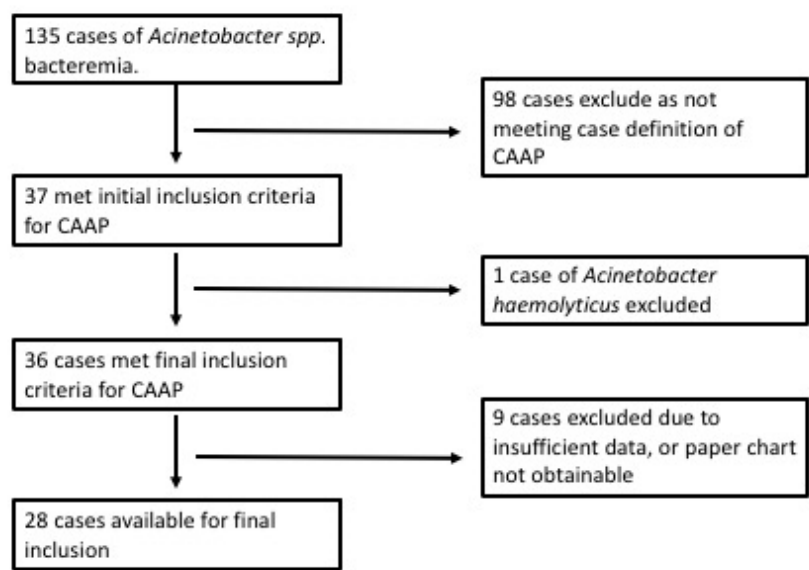 135 cases of Acinetobacter spp.
bacteremia.
98 cases exclude as not
meeting case definition of
CAAP
37 met initial inclusion criteria
for CAAP
1 case of Acinetobacter
haemolyticus excluded
36 cases met final inclusion
criteria for CAAP
9 cases excluded due to
insufficient data, or paper chart
not obtainable
28 cases available for final
inclusion